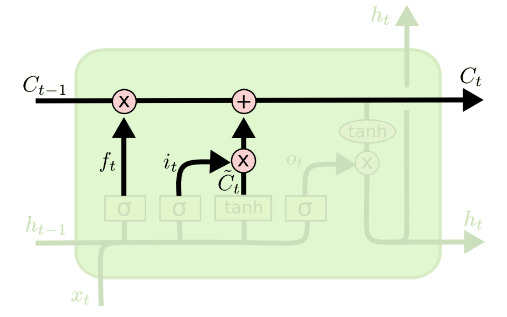 h_t
C_{t-1}
x
+
C_t
tanh
f_t
i_t
x
o_t
x
C̃_t
σ
σ
tanh
σ
h_{t-1}
h_t
x_t